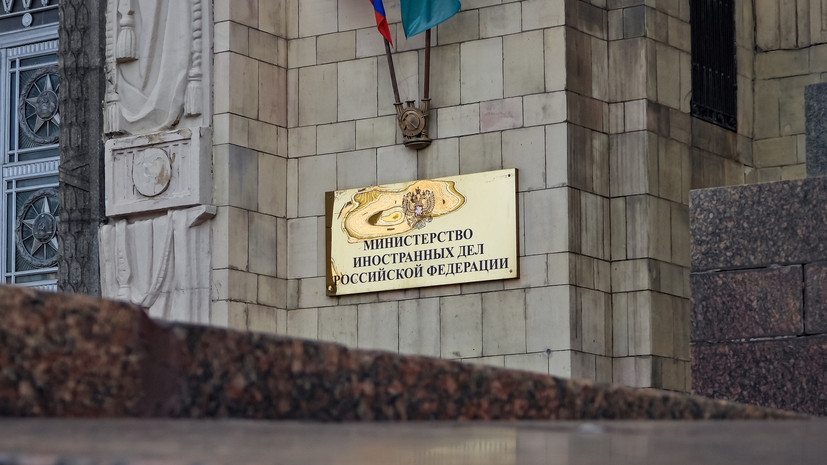 МИНИСТЕРСТВО
ИНОСТРАННЫХ ДЕЛ
РОССИЙСКОЙ ФЕДЕРАЦИИ